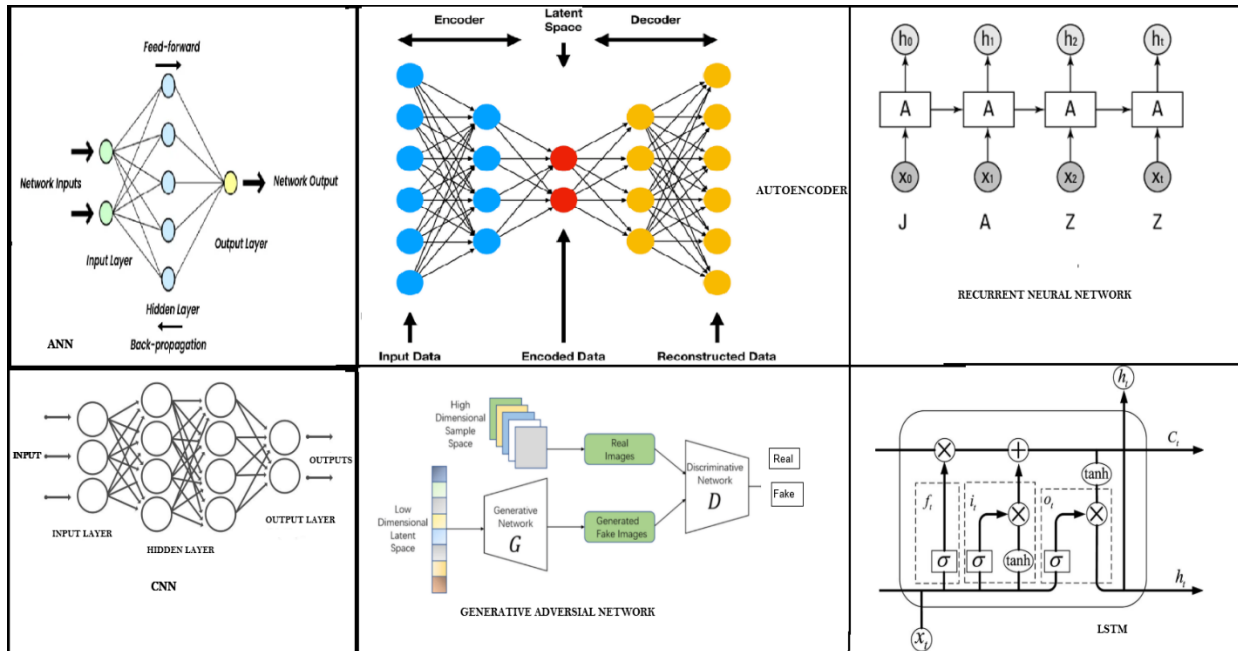 Feed-forward
Network Inputs
Network Output
Input Layer
Output Layer
Hidden Layer
Back-propagation
ANN
Encoder
Latent
Space
Decoder
AUTOENCODER
Input Data
Encoded Data
Reconstructed Data
h₀ h₁ h₂ hₜ
A A A A
x₀ x₁ x₂ xₜ
J A Z Z
RECURRENT NEURAL NETWORK
INPUT
OUTPUTS
INPUT LAYER
HIDDEN LAYER
OUTPUT LAYER
CNN
High
Dimensional
Sample
Space
Real
Images
Low
Dimensional
Latent
Space
Generative
Network
G
Generated
Fake Images
Discriminative
Network
D
Real
Fake
GENERATIVE ADVERSIAL NETWORK
hₜ
Cₜ
tanh
fₜ iₜ oₜ
σ σ tanh σ
hₜ
xₜ
LSTM